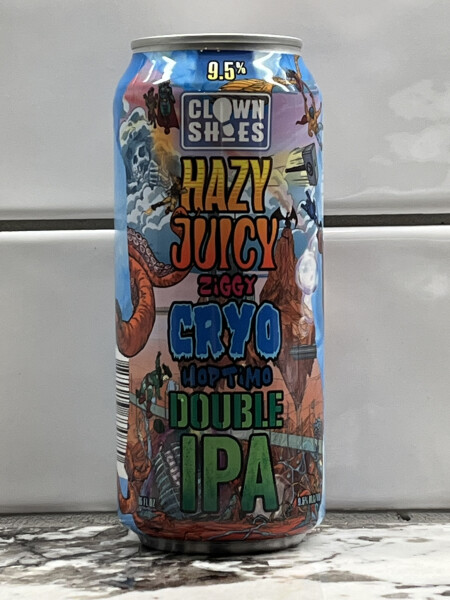 9.5%
CLOWN
SHOES
HAZY
JUICY
ZiGGY
CRYO
HOPTiMO
DOUBLE
IPA